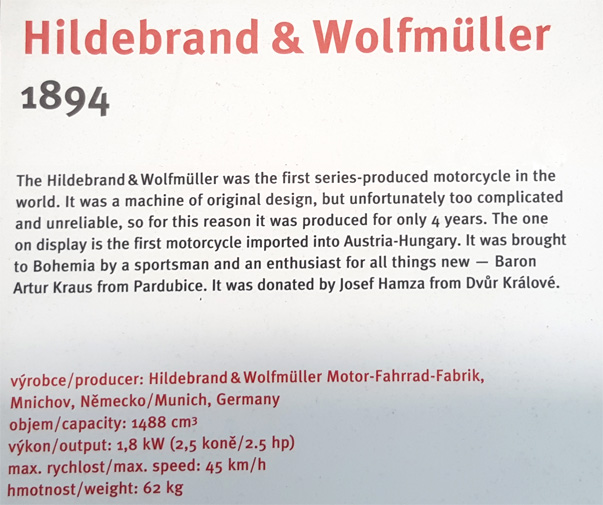 Hildebrand & Wolfmüller
1894
The Hildebrand & Wolfmüller was the first series-produced motorcycle in the
world. It was a machine of original design, but unfortunately too complicated
and unreliable, so for this reason it was produced for only 4 years. The one
on display is the first motorcycle imported into Austria-Hungary. It was brought
to Bohemia by a sportsman and an enthusiast for all things new — Baron
Artur Kraus from Pardubice. It was donated by Josef Hamza from Dvůr Králové.
výrobce/producer: Hildebrand & Wolfmüller Motor-Fahrrad-Fabrik,
Mnichov, Německo/Munich, Germany
objem/capacity: 1488 cm³
výkon/output: 1,8 kW (2,5 koně/2.5 hp)
max. rychlost/max. speed: 45 km/h
hmotnost/weight: 62 kg